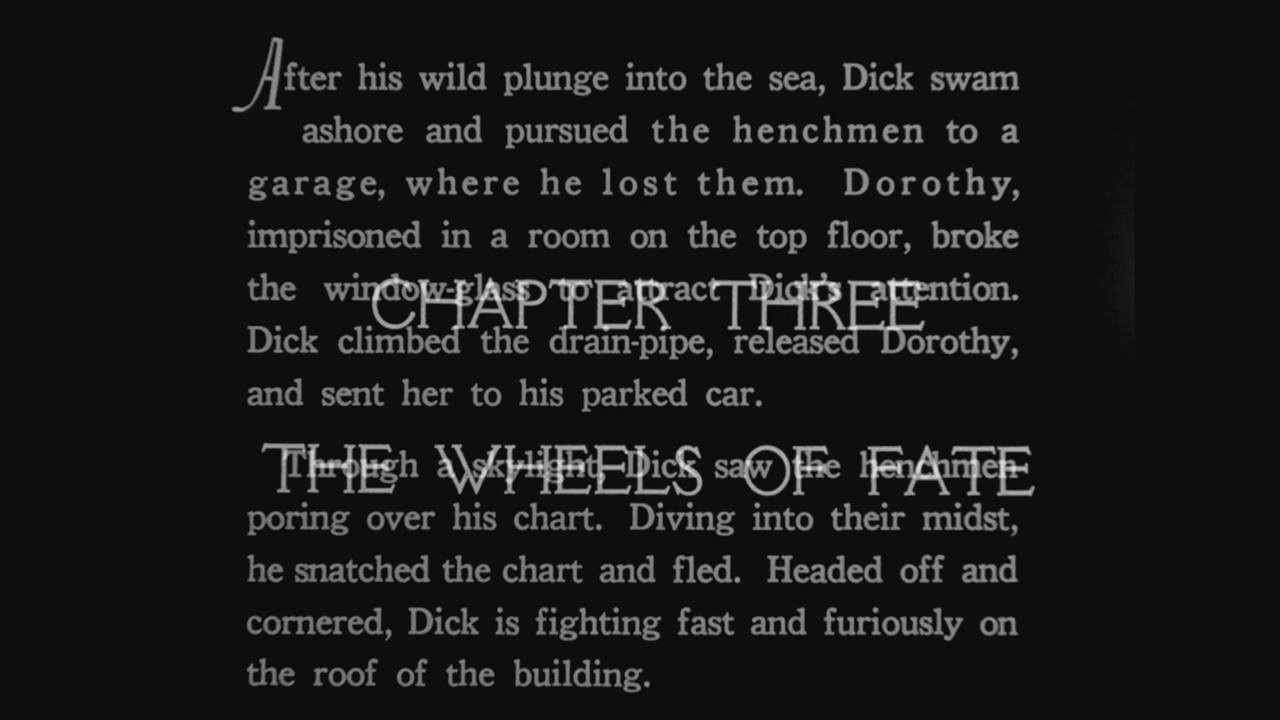 After his wild plunge into the sea, Dick swam
ashore and pursued the henchmen to a
garage, where he lost them. Dorothy,
imprisoned in a room on the top floor, broke
the window-glass to attract Dick's attention.
CHAPTER THREE
Dick climbed the drain-pipe, released Dorothy,
and sent her to his parked car.
Through a skylight, Dick saw the henchmen
THE WHEELS OF FATE
poring over his chart. Diving into their midst,
he snatched the chart and fled. Headed off and
cornered, Dick is fighting fast and furiously on
the roof of the building.